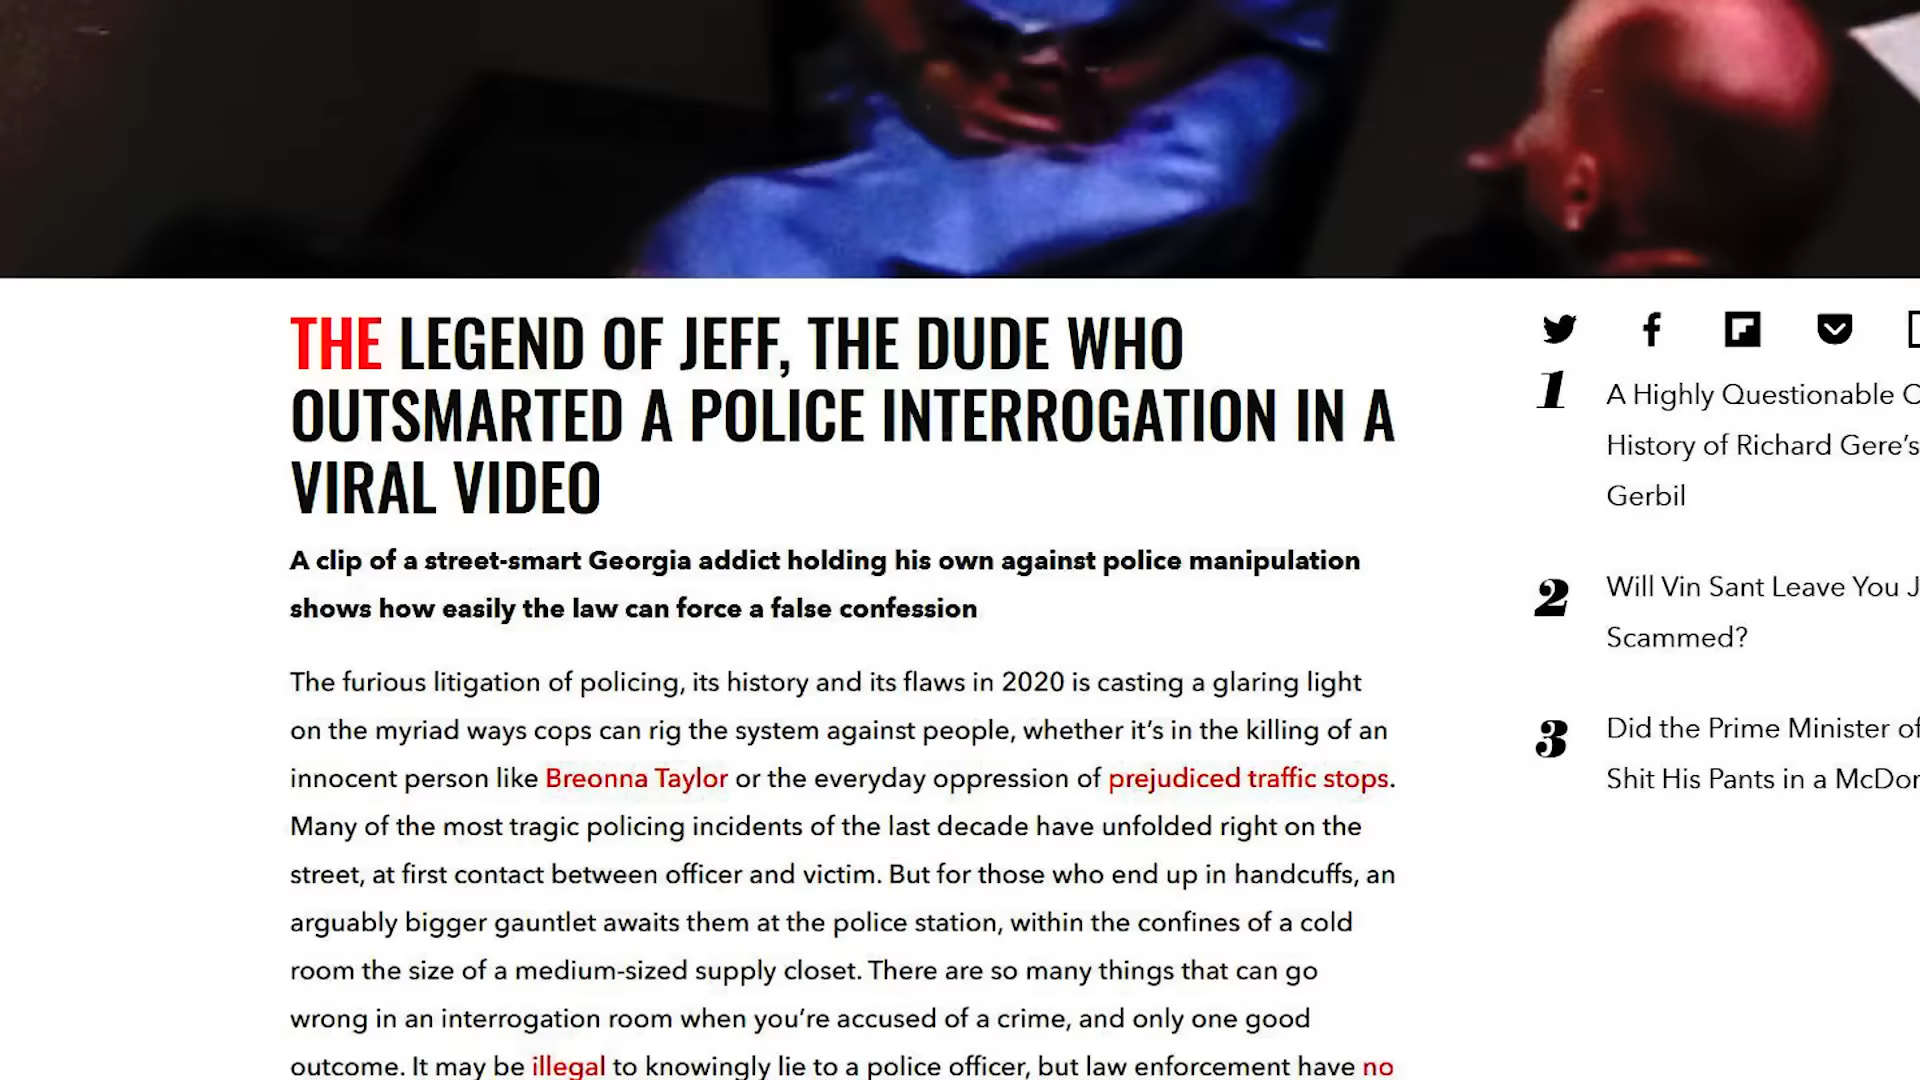 THE LEGEND OF JEFF, THE DUDE WHO
OUTSMARTED A POLICE INTERROGATION IN A
VIRAL VIDEO
A clip of a street-smart Georgia addict holding his own against police manipulation
shows how easily the law can force a false confession
The furious litigation of policing, its history and its flaws in 2020 is casting a glaring light
on the myriad ways cops can rig the system against people, whether it’s in the killing of an
innocent person like Breonna Taylor or the everyday oppression of prejudiced traffic stops.
Many of the most tragic policing incidents of the last decade have unfolded right on the
street, at first contact between officer and victim. But for those who end up in handcuffs, an
arguably bigger gauntlet awaits them at the police station, within the confines of a cold
room the size of a medium-sized supply closet. There are so many things that can go
wrong in an interrogation room when you’re accused of a crime, and only one good
outcome. It may be illegal to knowingly lie to a police officer, but law enforcement have no
1
A Highly Questionable
History of Richard Gere’s
Gerbil
2
Will Vin Sant Leave You
Scammed?
3
Did the Prime Minister of
Shit His Pants in a